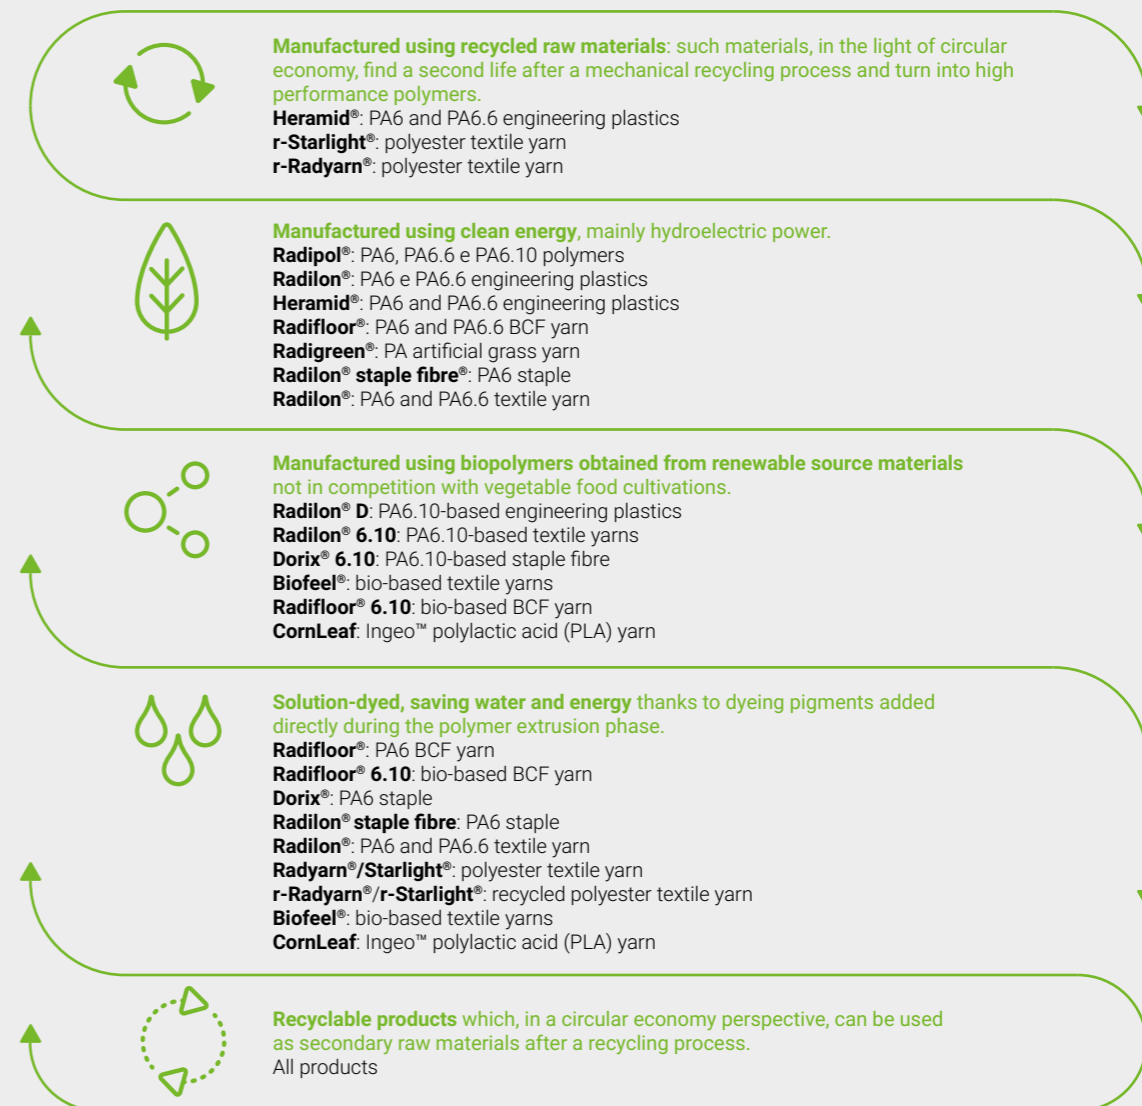 Manufactured using recycled raw materials: such materials, in the light of circular
economy, find a second life after a mechanical recycling process and turn into high
performance polymers.
Heramid®: PA6 and PA6.6 engineering plastics
r-Starlight®: polyester textile yarn
r-Radyarn®: polyester textile yarn
Manufactured using clean energy, mainly hydroelectric power.
Radipol®: PA6, PA6.6 e PA6.10 polymers
Radilon®: PA6 e PA6.6 engineering plastics
Heramid®: PA6 and PA6.6 engineering plastics
Radifloor®: PA6 and PA6.6 BCF yarn
Radigreen®: PA artificial grass yarn
Radilon® staple fibre®: PA6 staple
Radilon®: PA6 and PA6.6 textile yarn
Manufactured using biopolymers obtained from renewable source materials
not in competition with vegetable food cultivations.
Radilon® D: PA6.10-based engineering plastics
Radilon® 6.10: PA6.10-based textile yarns
Dorix® 6.10: PA6.10-based staple fibre
Biofeel®: bio-based textile yarns
Radifloor® 6.10: bio-based BCF yarn
CornLeaf: Ingeo™ polylactic acid (PLA) yarn
Solution-dyed, saving water and energy thanks to dyeing pigments added
directly during the polymer extrusion phase.
Radifloor®: PA6 BCF yarn
Radifloor® 6.10: bio-based BCF yarn
Dorix®: PA6 staple
Radilon® staple fibre: PA6 staple
Radilon®: PA6 and PA6.6 textile yarn
Radyarn®/Starlight®: polyester textile yarn
r-Radyarn®/r-Starlight®: recycled polyester textile yarn
Biofeel®: bio-based textile yarns
CornLeaf: Ingeo™ polylactic acid (PLA) yarn
Recyclable products which, in a circular economy perspective, can be used
as secondary raw materials after a recycling process.
All products